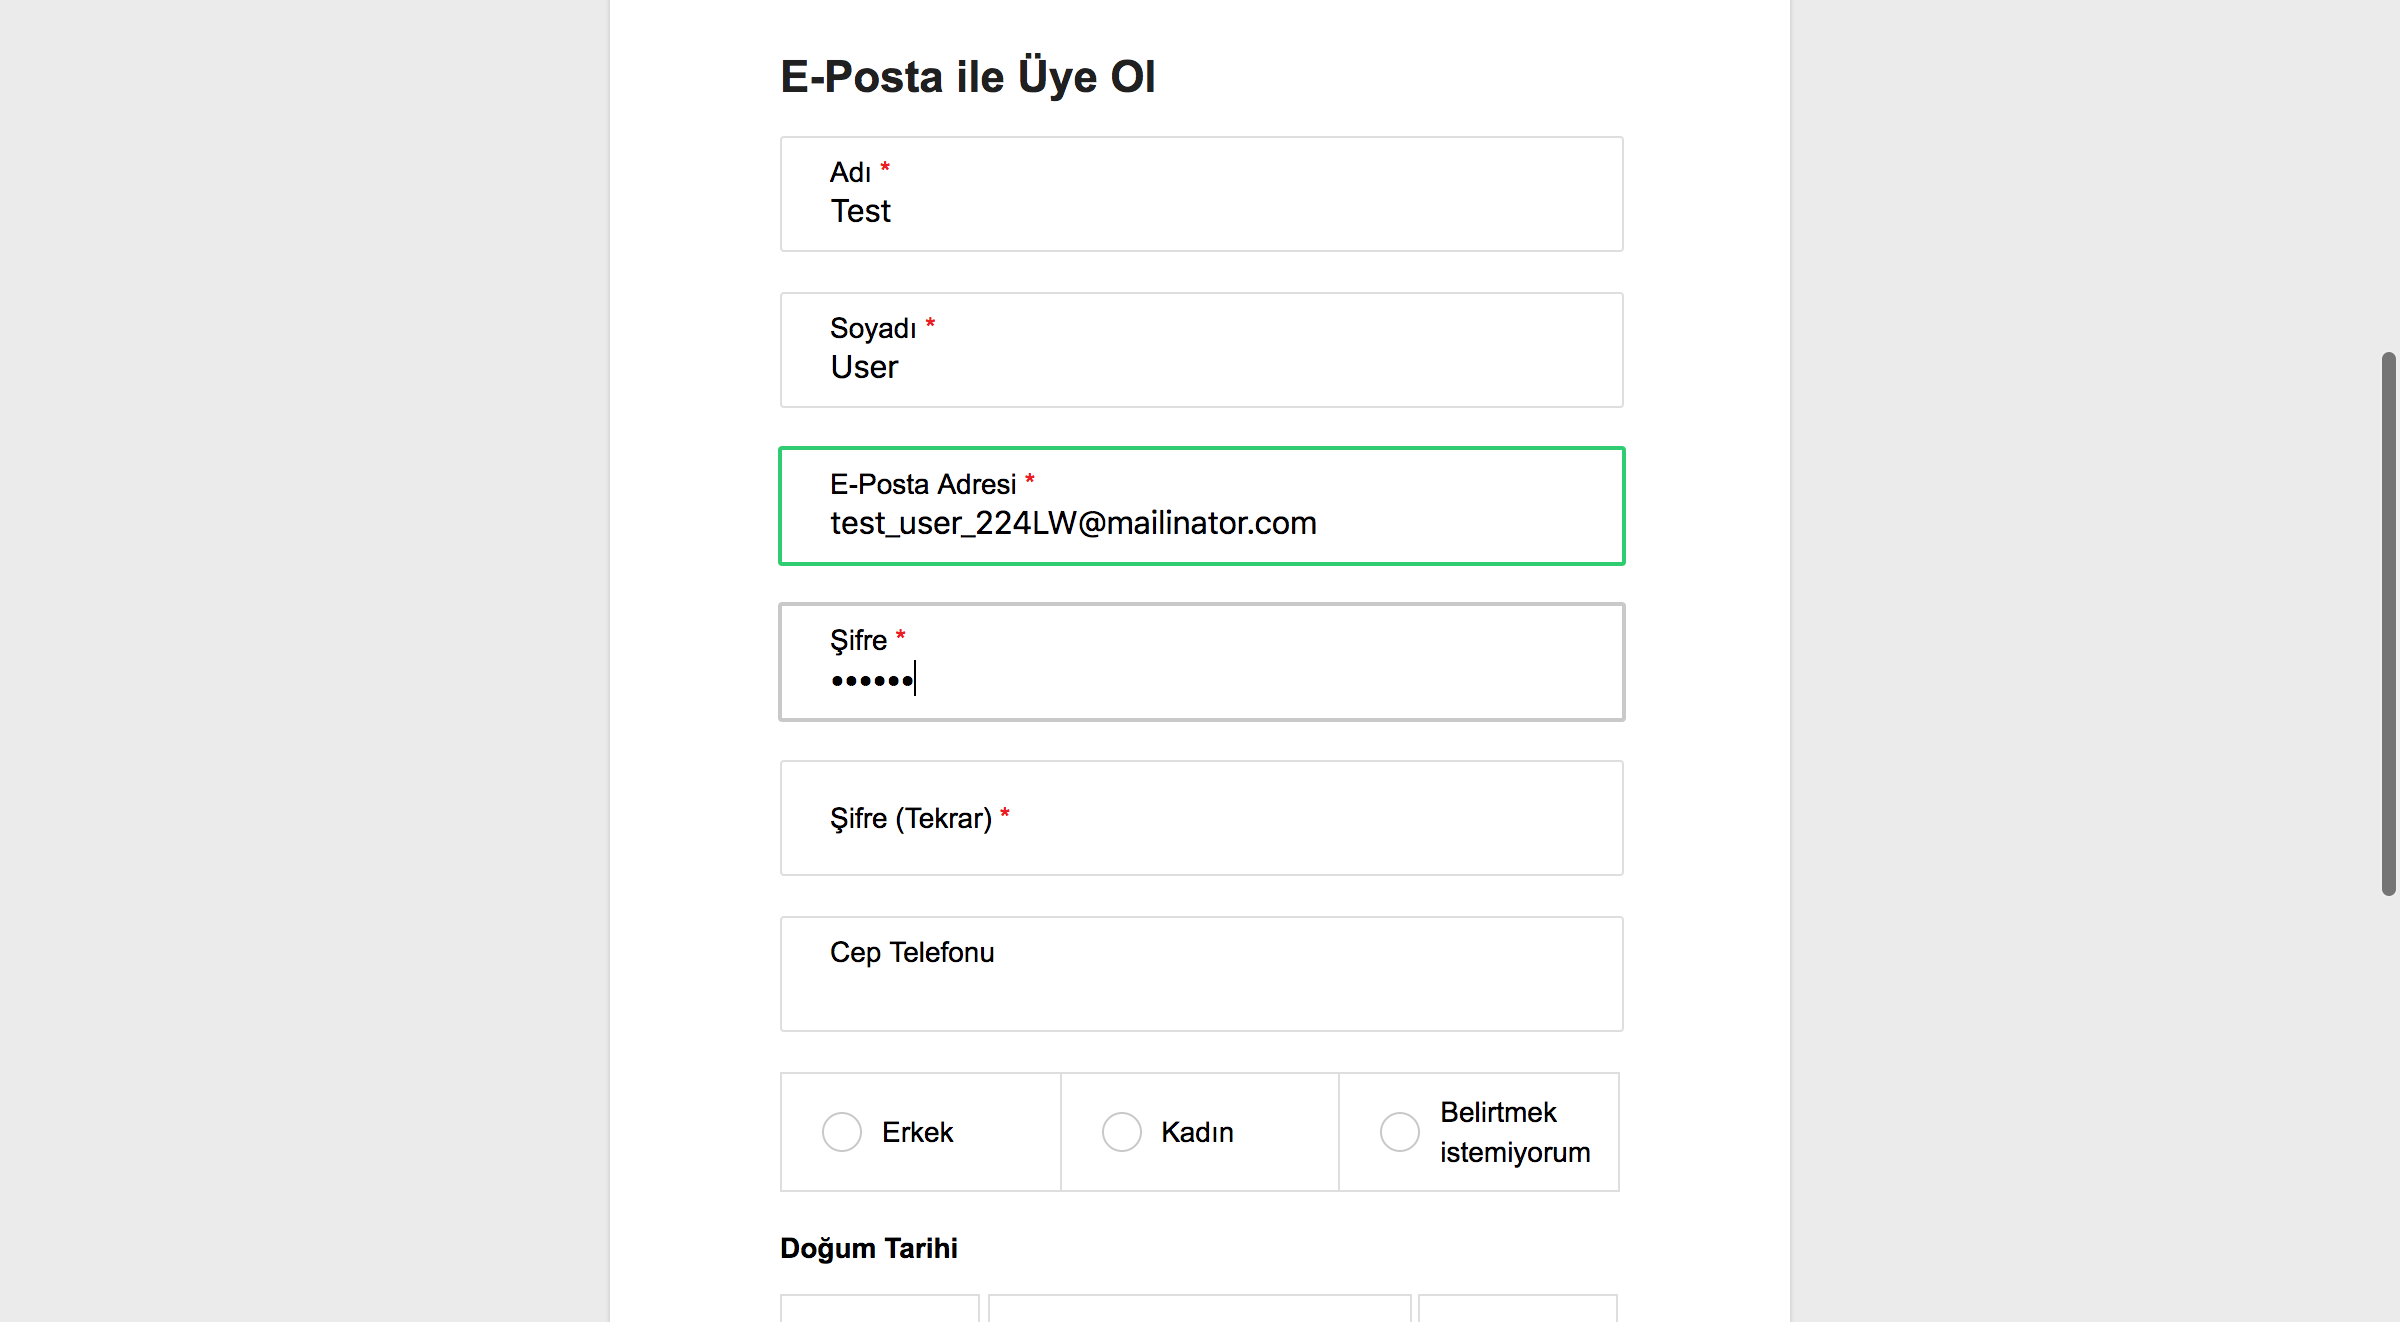 E-Posta ile Üye Ol
Adı *
Test
Soyadı *
User
E-Posta Adresi *
test_user_224LW@mailinator.com
Şifre *
••••••
Şifre (Tekrar) *
Cep Telefonu
Erkek
Kadın
Belirtmek
istemiyorum
Doğum Tarihi